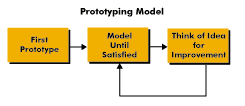 Prototyping Model
First
Prototype
Model
Until
Satisfied
Think of Idea
for
Improvement